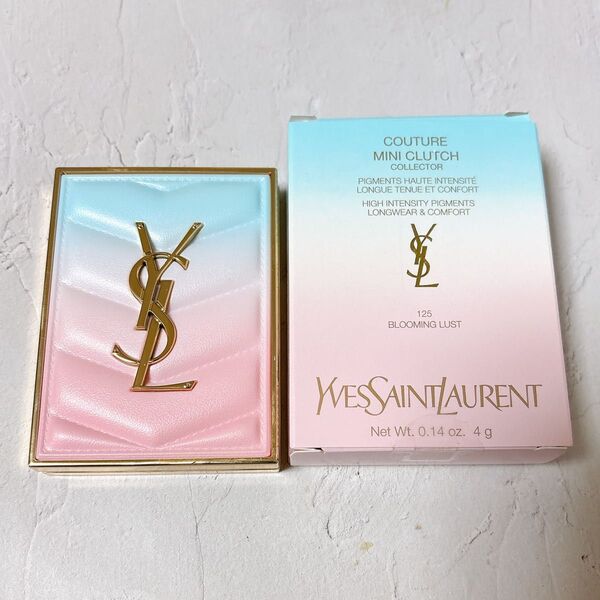 YSL
COUTURE
MINI CLUTCH
COLLECTOR
PIGMENTS HAUTE INTENSITÉ
LONGUE TENUE ET CONFORT
HIGH INTENSITY PIGMENTS
LONGWEAR & COMFORT
YSL
125
BLOOMING LUST
YVESSAINTLAURENT
Net Wt. 0.14 oz. 4 g